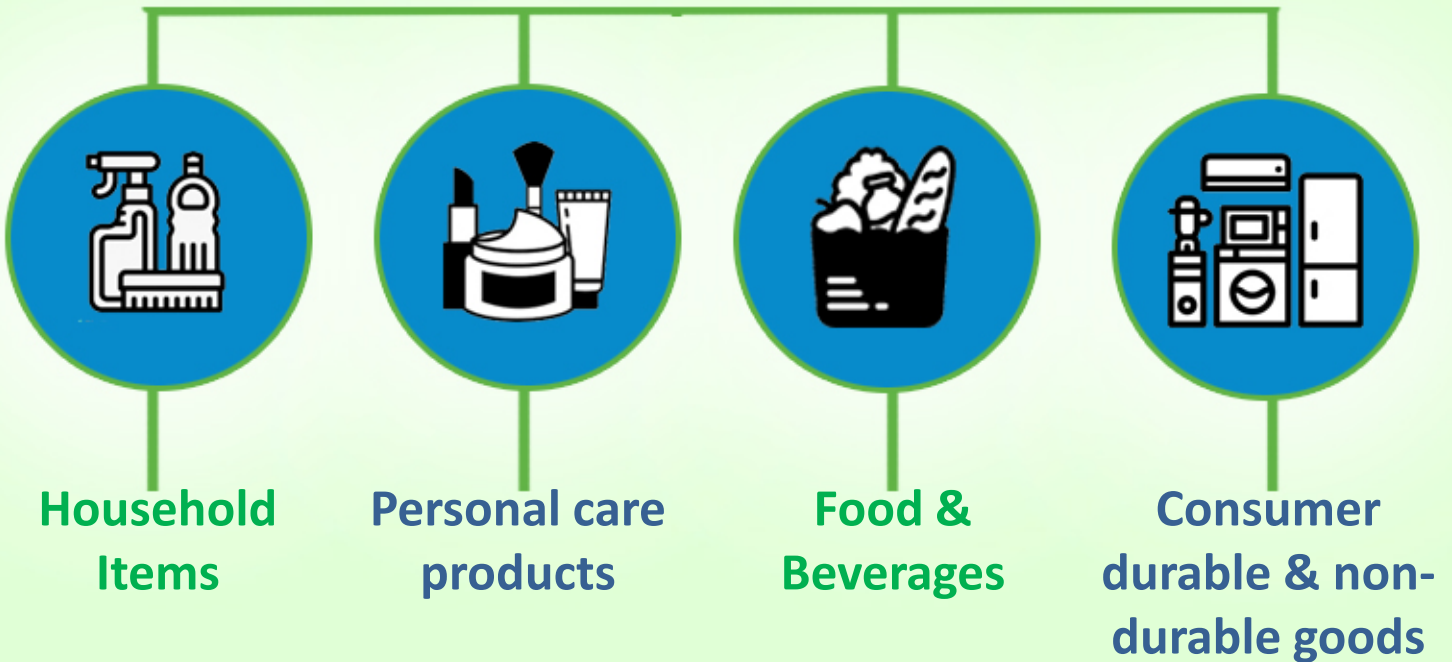 Household
Items
Personal care
products
Food &
Beverages
Consumer
durable & non-
durable goods